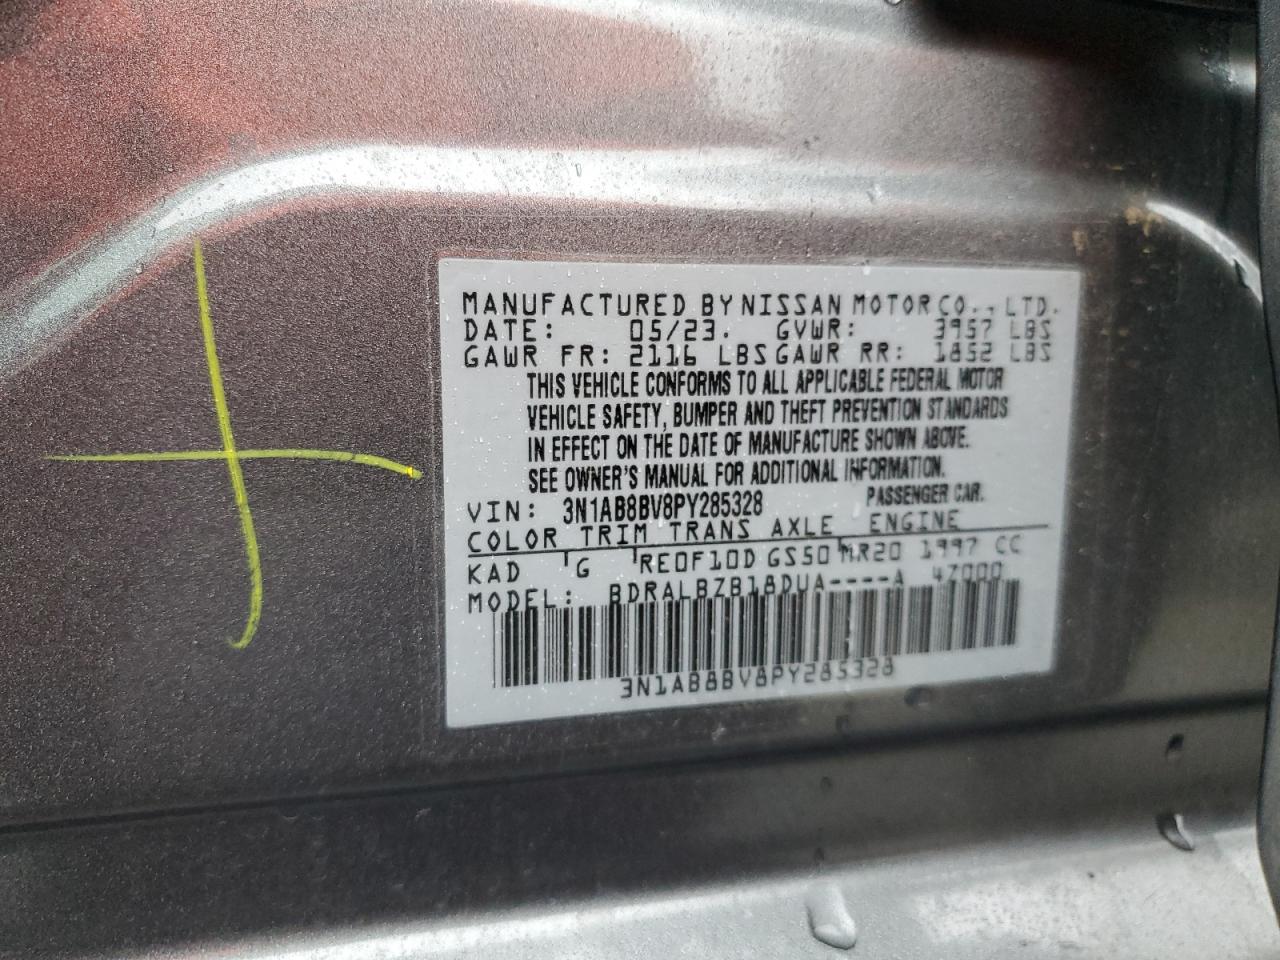 MANUFACTURED BY NISSAN MOTOR CO., LTD.
DATE: 05/23. GVWR: 3957 LBS
GAWR FR: 2116 LBS GAWR RR: 1852 LBS
THIS VEHICLE CONFORMS TO ALL APPLICABLE FEDERAL MOTOR
VEHICLE SAFETY, BUMPER AND THEFT PREVENTION STANDARDS
IN EFFECT ON THE DATE OF MANUFACTURE SHOWN ABOVE.
SEE OWNER'S MANUAL FOR ADDITIONAL INFORMATION.
VIN: 3N1AB8BV8PY285328 PASSENGER CAR.
COLOR TRIM TRANS AXLE ENGINE
KAD G RE0F10D GS50 MR20 1997 CC
MODEL: BDRALBZB18DUA----A 4Z000
3N1AB8BV8PY285328